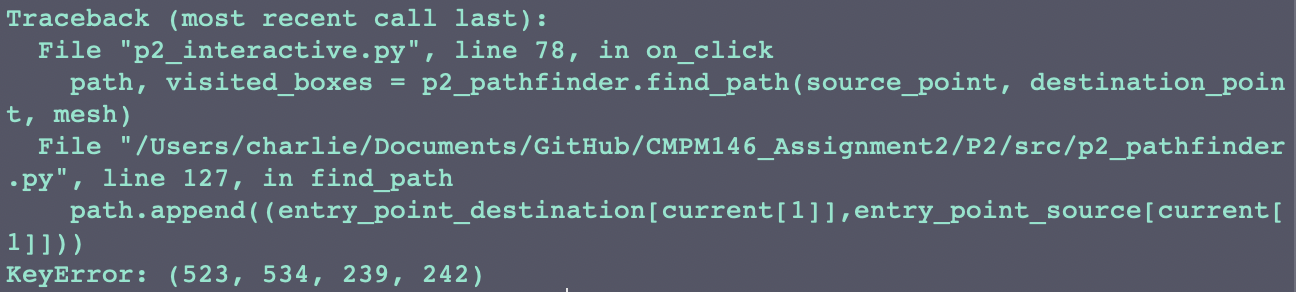 Traceback (most recent call last):
  File "p2_interactive.py", line 78, in on_click
    path, visited_boxes = p2_pathfinder.find_path(source_point, destination_poin
t, mesh)
  File "/Users/charlie/Documents/GitHub/CMPM146_Assignment2/P2/src/p2_pathfinder
.py", line 127, in find_path
    path.append((entry_point_destination[current[1]],entry_point_source[current[
1]]))
KeyError: (523, 534, 239, 242)